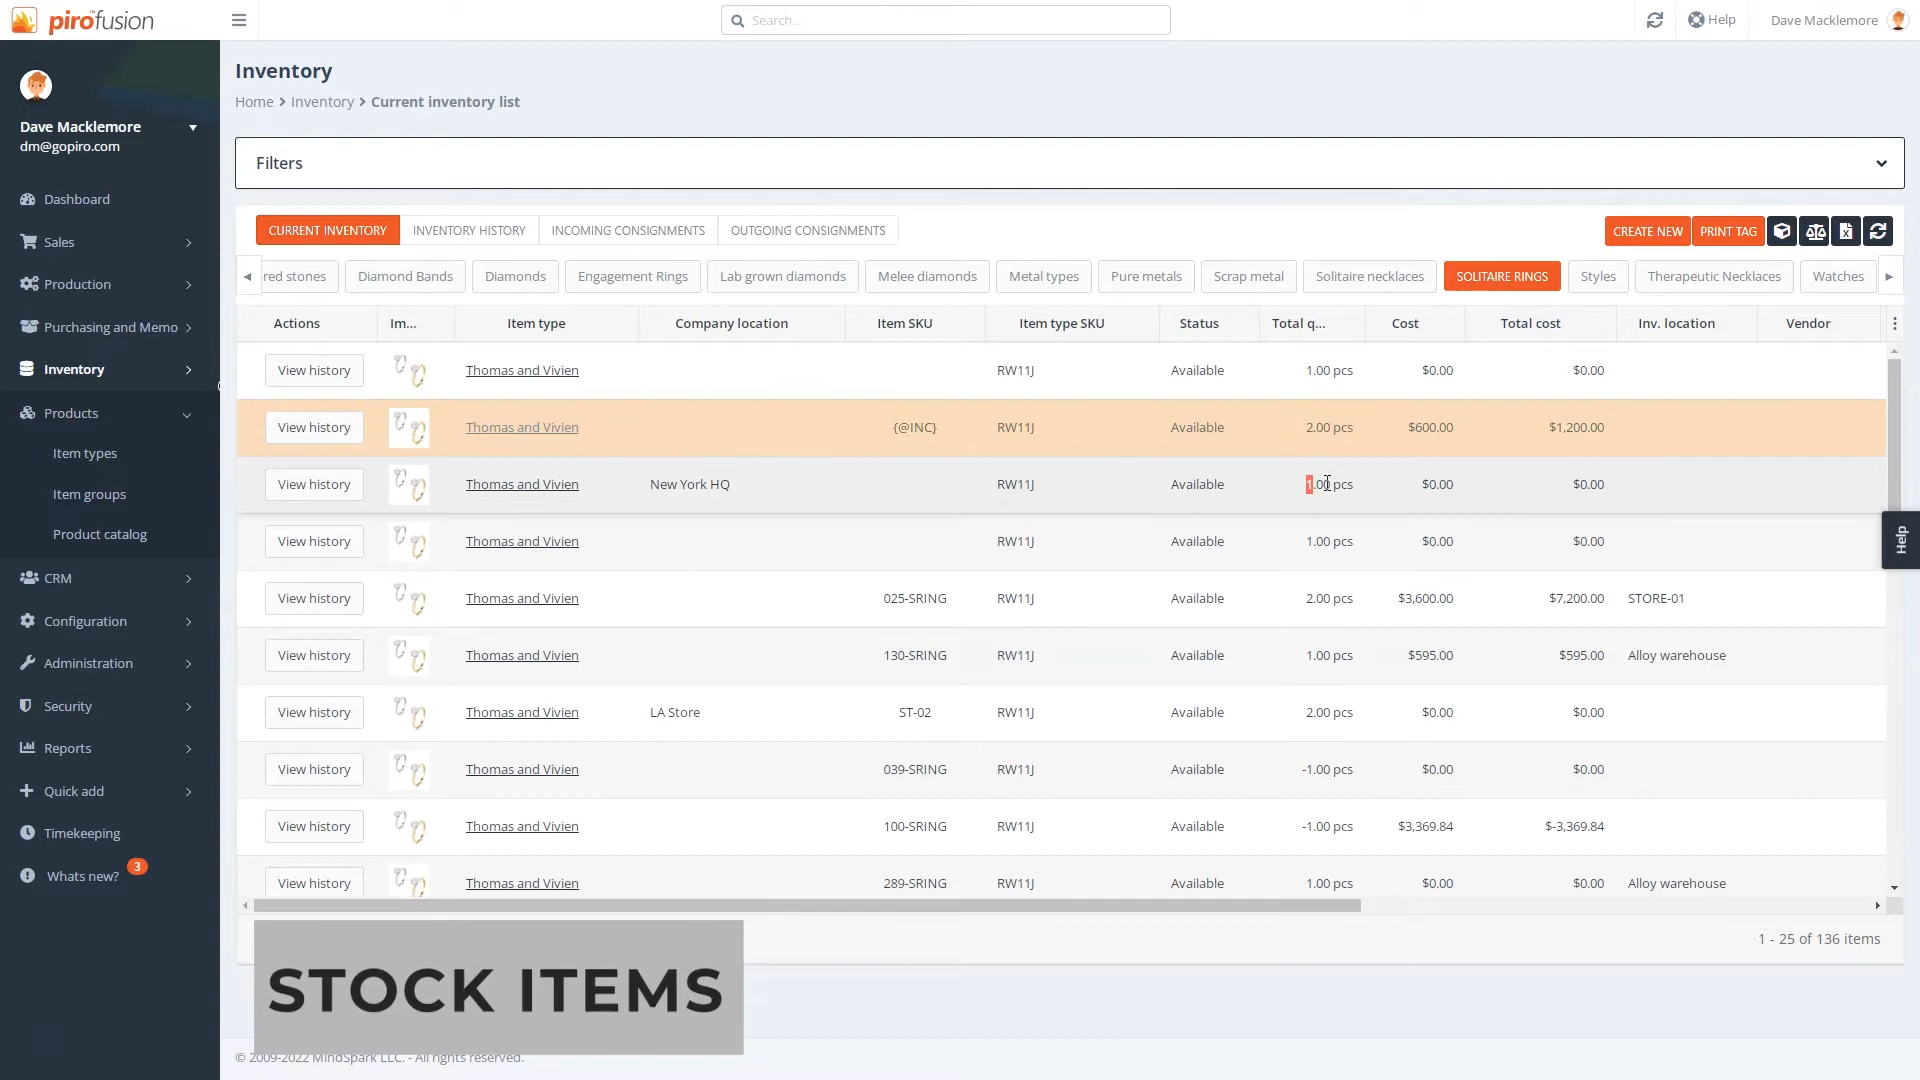 pirofusion
Search...
Help
Dave Macklemore
Dave Macklemore
dm@gopiro.com
Dashboard
Sales
Production
Purchasing and Memo
Inventory
Products
Item types
Item groups
Product catalog
CRM
Configuration
Administration
Security
Reports
Quick add
Timekeeping
Whats new? 3
Inventory
Home > Inventory > Current inventory list
Filters
CURRENT INVENTORY INVENTORY HISTORY INCOMING CONSIGNMENTS OUTGOING CONSIGNMENTS
CREATE NEW PRINT TAG
red stones Diamond Bands Diamonds Engagement Rings Lab grown diamonds Melee diamonds Metal types Pure metals Scrap metal Solitaire necklaces SOLITAIRE RINGS Styles Therapeutic Necklaces Watches
Actions Im... Item type Company location Item SKU Item type SKU Status Total q... Cost Total cost Inv. location Vendor
View history Thomas and Vivien RW11J Available 1.00 pcs $0.00 $0.00
View history Thomas and Vivien {@INC} RW11J Available 2.00 pcs $600.00 $1,200.00
View history Thomas and Vivien New York HQ RW11J Available 1.00 pcs $0.00 $0.00
View history Thomas and Vivien RW11J Available 1.00 pcs $0.00 $0.00
View history Thomas and Vivien 025-SRING RW11J Available 2.00 pcs $3,600.00 $7,200.00 STORE-01
View history Thomas and Vivien 130-SRING RW11J Available 1.00 pcs $595.00 $595.00 Alloy warehouse
View history Thomas and Vivien LA Store ST-02 RW11J Available 2.00 pcs $0.00 $0.00
View history Thomas and Vivien 039-SRING RW11J Available -1.00 pcs $0.00 $0.00
View history Thomas and Vivien 100-SRING RW11J Available -1.00 pcs $3,369.84 $-3,369.84
View history Thomas and Vivien 289-SRING RW11J Available 1.00 pcs $0.00 $0.00 Alloy warehouse
Help
1 - 25 of 136 items
STOCK ITEMS
© 2009-2022 MindSpark LLC. - All rights reserved.